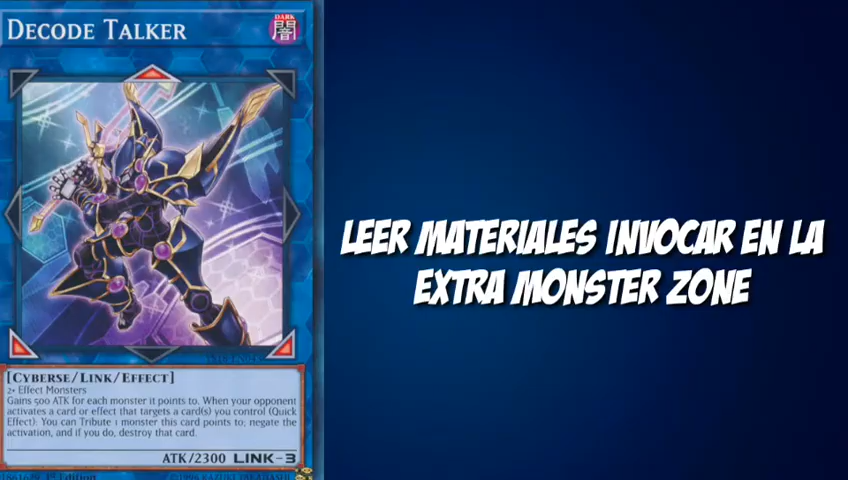 DECODE TALKER
DARK
闇
LEER MATERIALES INVOCAR EN LA
EXTRA MONSTER ZONE
[CYBERSE/LINK/EFFECT]
2+ Effect Monsters
Gains 500 ATK for each monster it points to. When your opponent
activates a card or effect that targets a card(s) you control (Quick
Effect): You can Tribute 1 monster this card points to; negate the
activation, and if you do, destroy that card.
ATK/2300 LINK-3
1st Edition